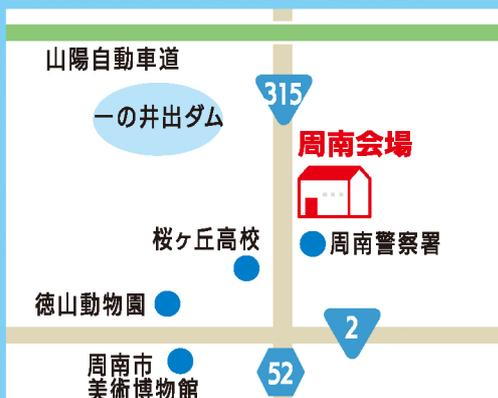 山陽自動車道
315
一の井出ダム
周南会場
桜ヶ丘高校
周南警察署
徳山動物園
2
周南市
美術博物館
52